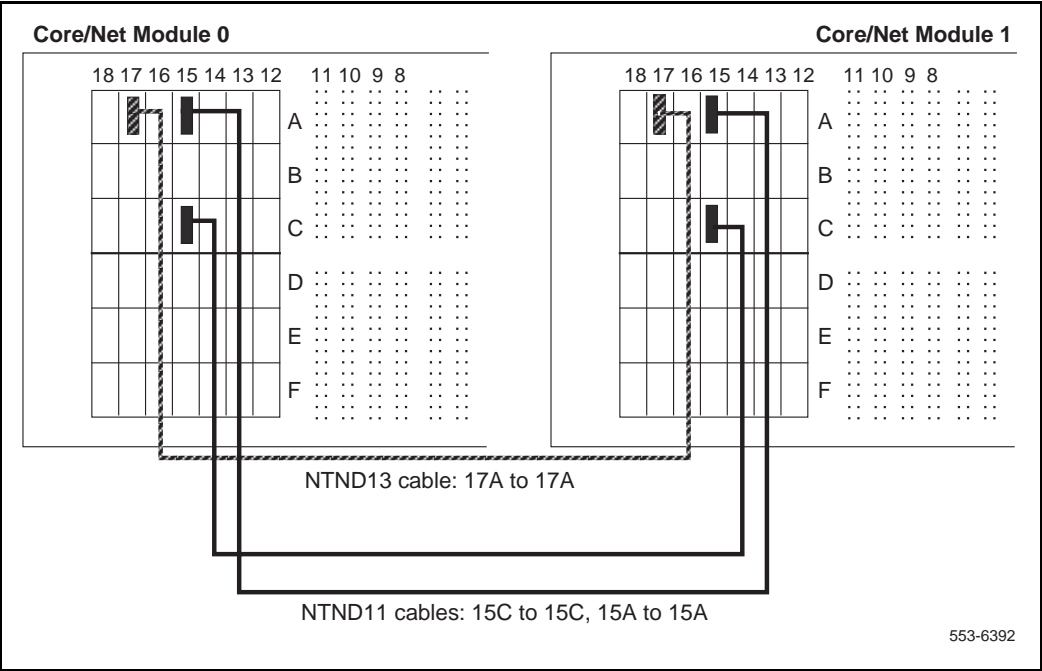 Core/Net Module 0
Core/Net Module 1
18 17 16 15 14 13 12 11 10 9 8
18 17 16 15 14 13 12 11 10 9 8
A
A
B
B
C
C
D
D
E
E
F
F
NTND13 cable: 17A to 17A
NTND11 cables: 15C to 15C, 15A to 15A
553-6392